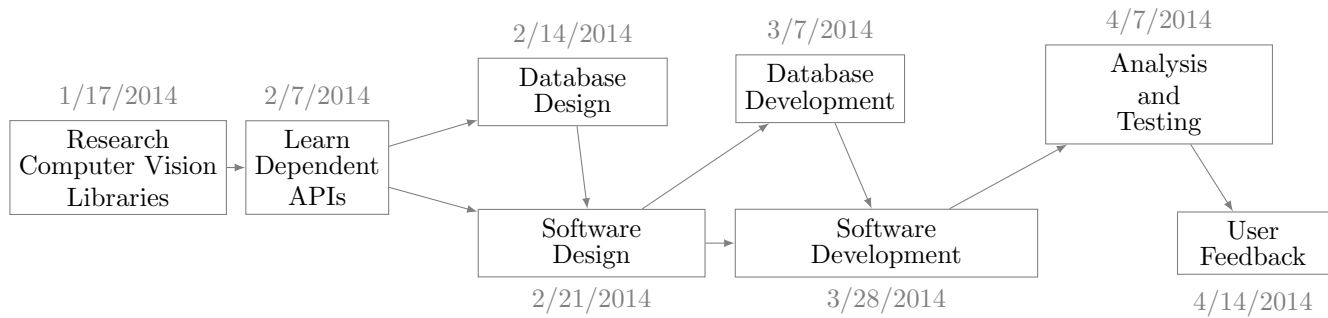 1/17/2014
Research
Computer Vision
Libraries
2/7/2014
Learn
Dependent
APIs
2/14/2014
Database
Design
Software
Design
2/21/2014
3/7/2014
Database
Development
Software
Development
3/28/2014
4/7/2014
Analysis
and
Testing
User
Feedback
4/14/2014